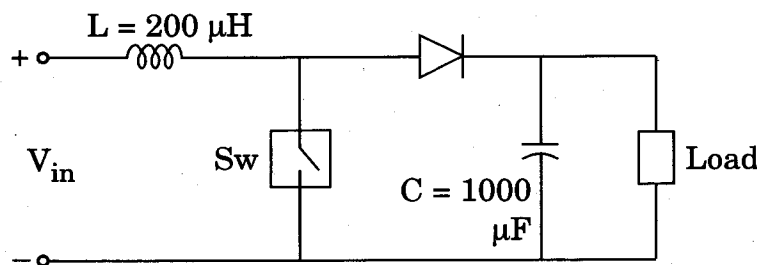 L = 200 μH
+
V_in
Sw
C = 1000
μF
Load
−